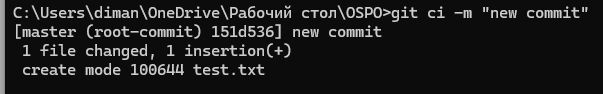 C:\Users\diman\OneDrive\Рабочий стол\OSPO>git ci -m "new commit"
[master (root-commit) 151d536] new commit
 1 file changed, 1 insertion(+)
 create mode 100644 test.txt